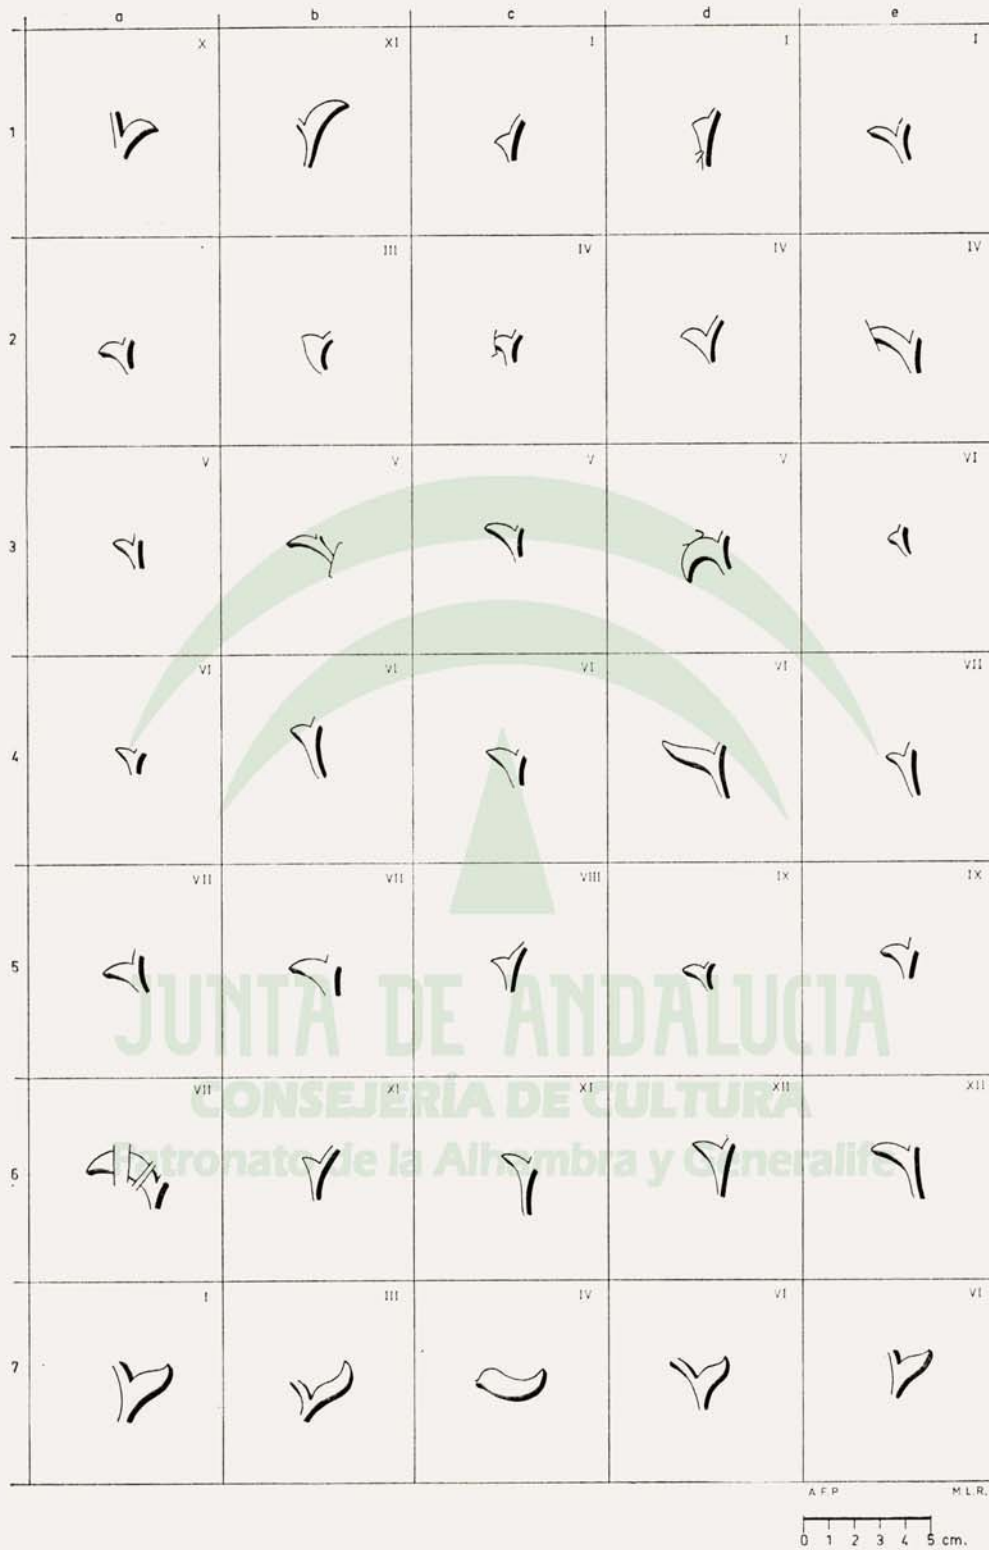 a b c d e
X XI I I I
1
III IV IV IV
2
V V V V VI
3
VI VI VI VI VII
4
VII VII VIII IX IX
5
JUNTA DE ANDALUCIA
VII XI XI XII XII
CONSEJERÍA DE CULTURA
6
Patronato de la Alhambra y Generalife
I III IV VI VI
7
A.F.P. M.L.R.
0 1 2 3 4 5 cm.